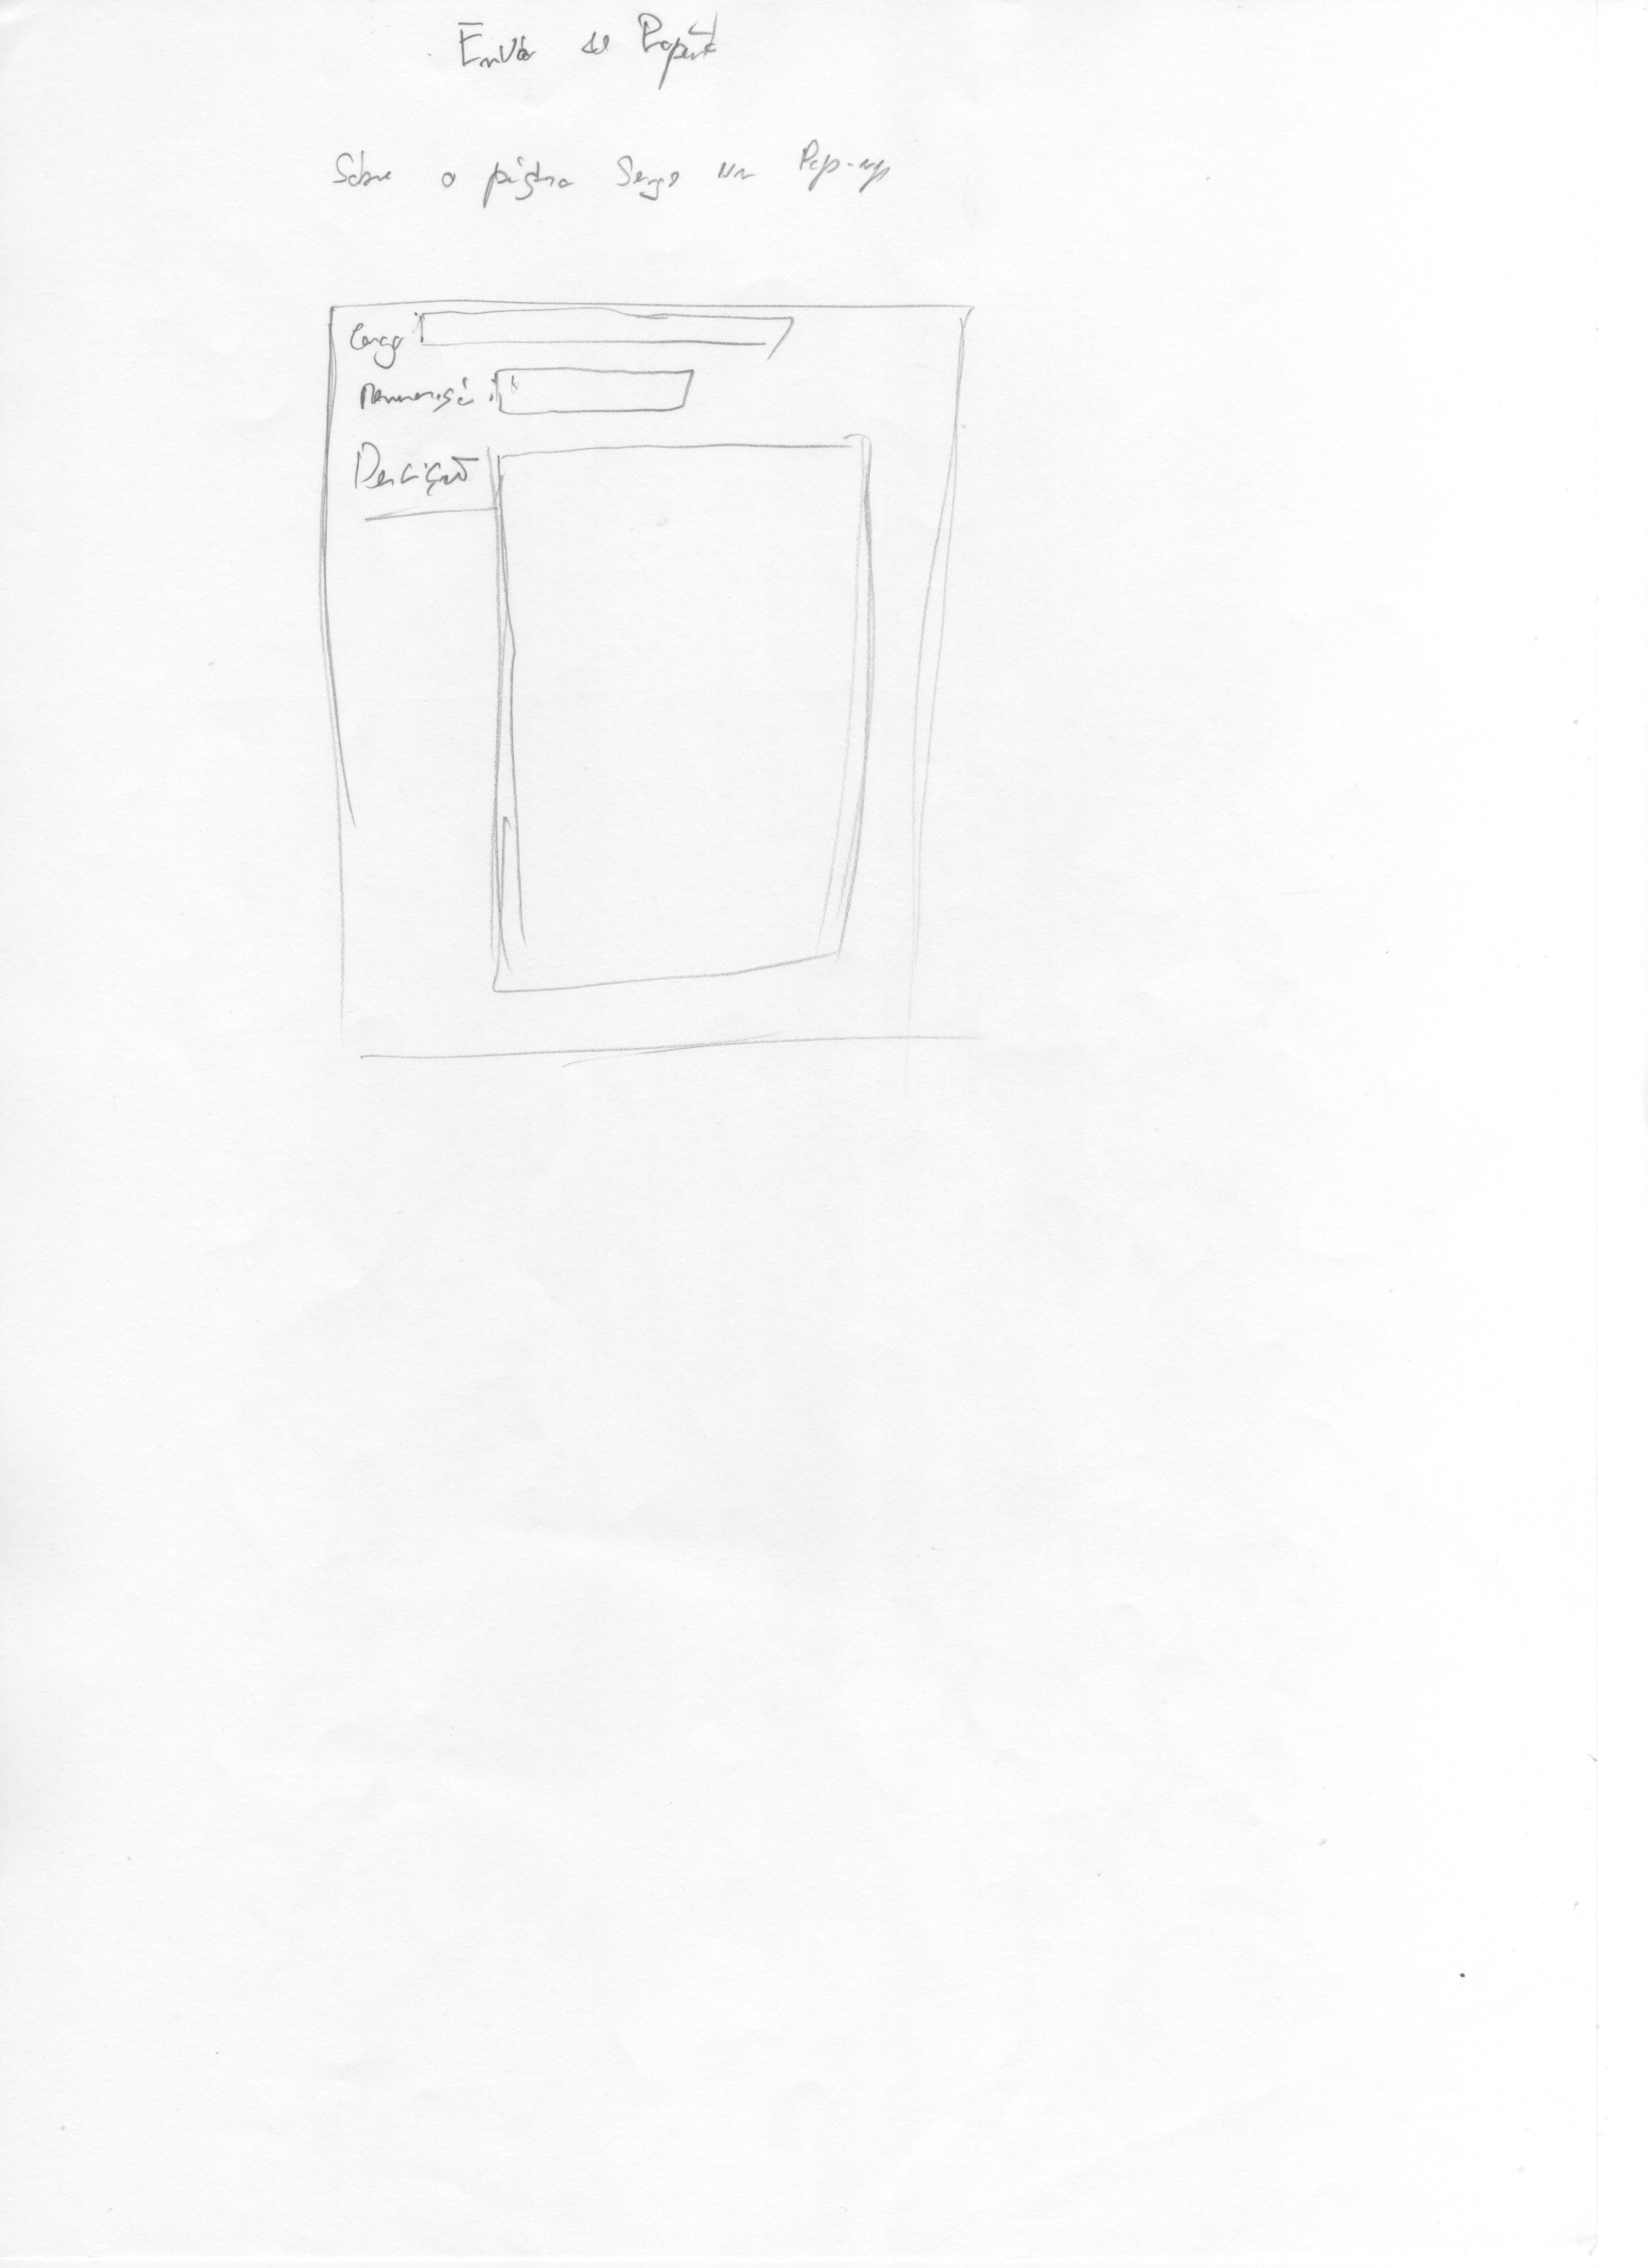 Envio de Proposta
Sobre a página Surge um Pop-up
Cargo:
Remuneração:
Descrição